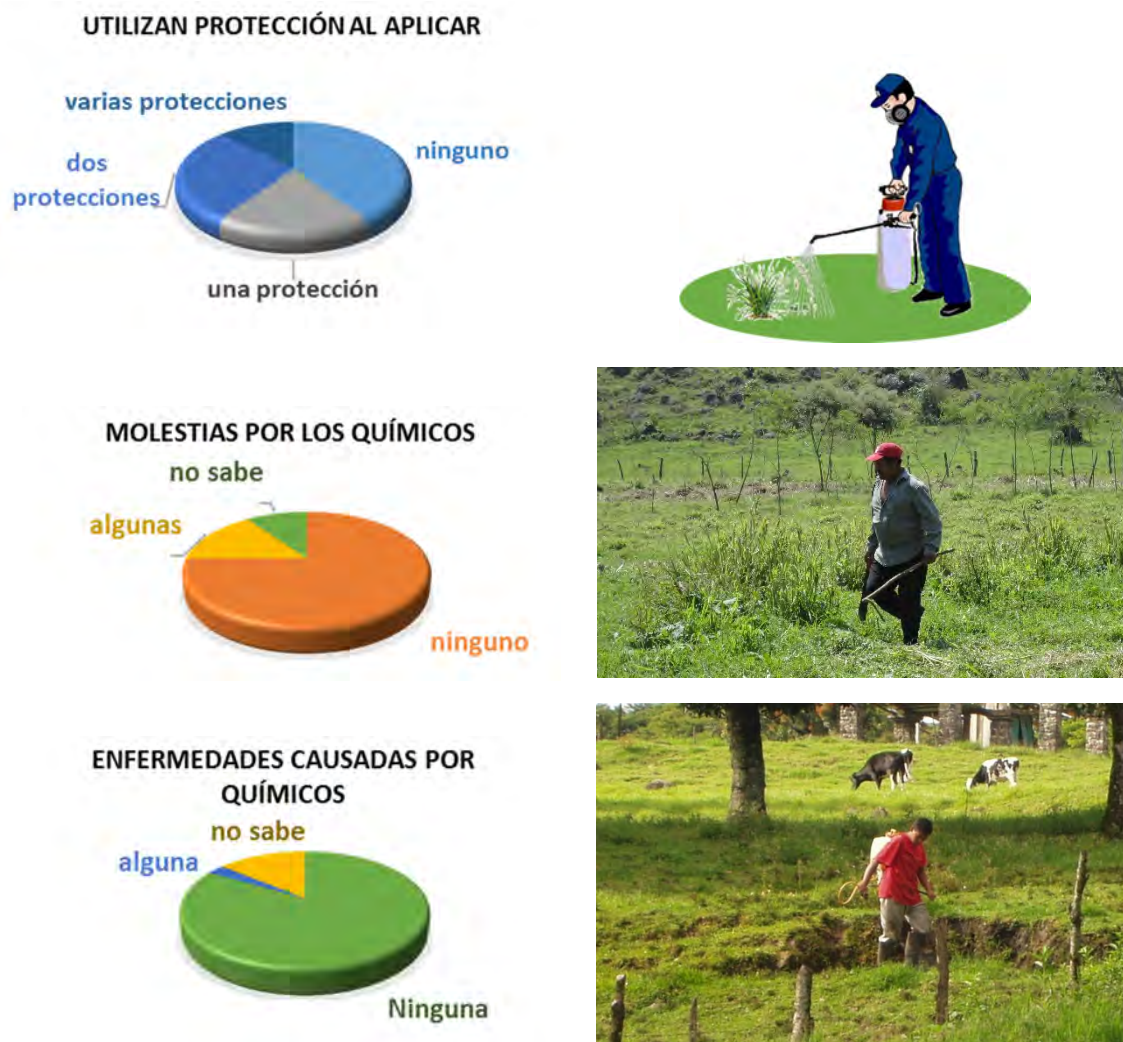 UTILIZAN PROTECCIÓN AL APLICAR
varias protecciones
ninguno
dos
protecciones
una protección
MOLESTIAS POR LOS QUÍMICOS
no sabe
algunas
ninguno
ENFERMEDADES CAUSADAS POR
QUÍMICOS
no sabe
alguna
Ninguna